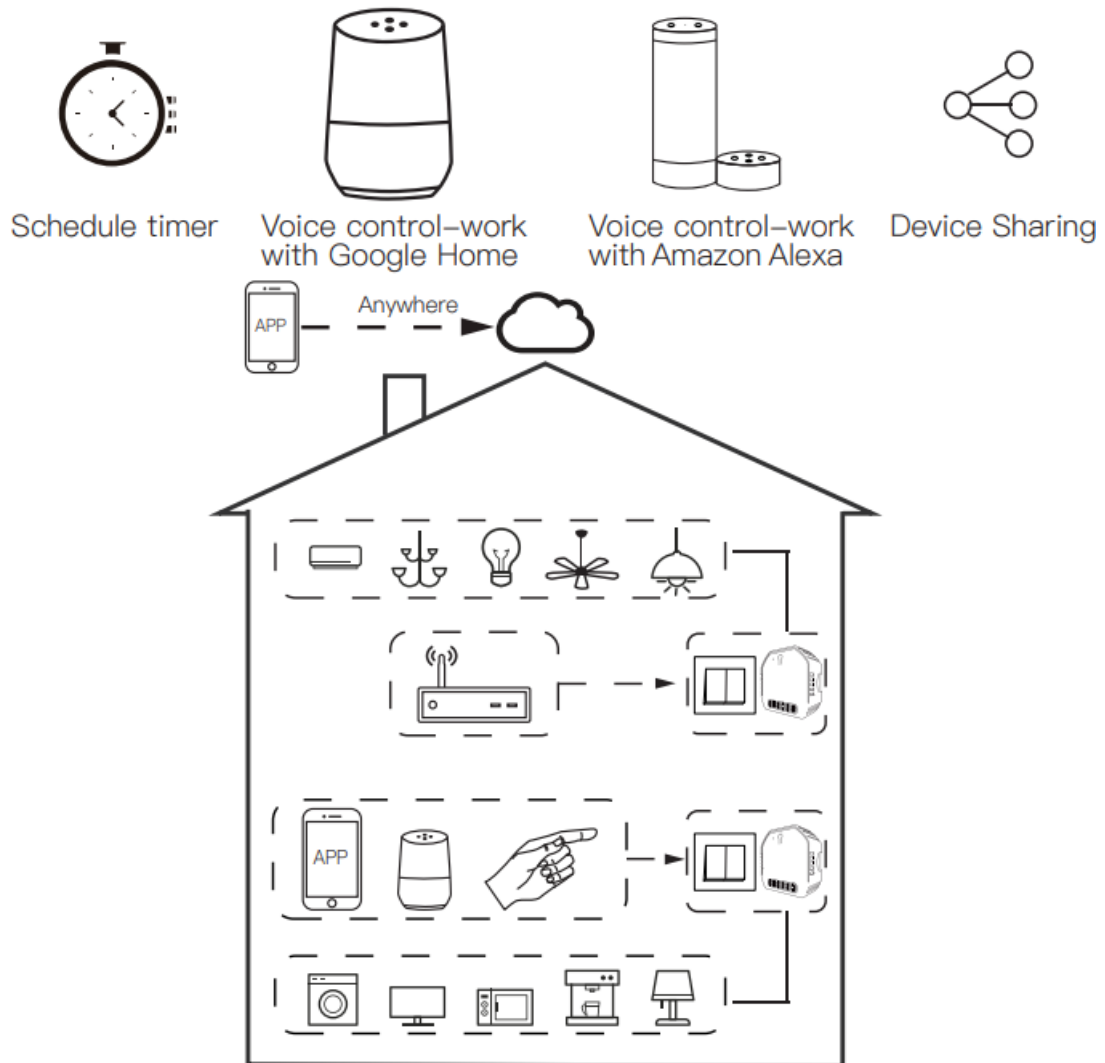 Schedule timer
Voice control-work
with Google Home
Voice control-work
with Amazon Alexa
Device Sharing
APP
Anywhere
APP